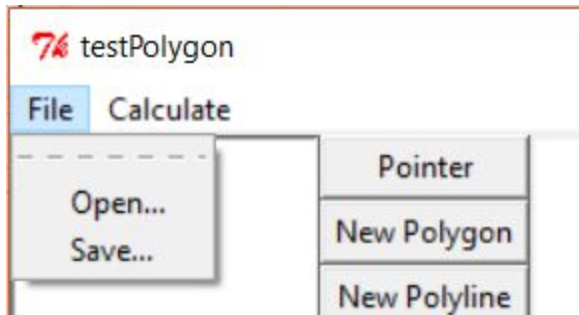 testPolygon
File Calculate
Pointer
Open...
New Polygon
Save...
New Polyline